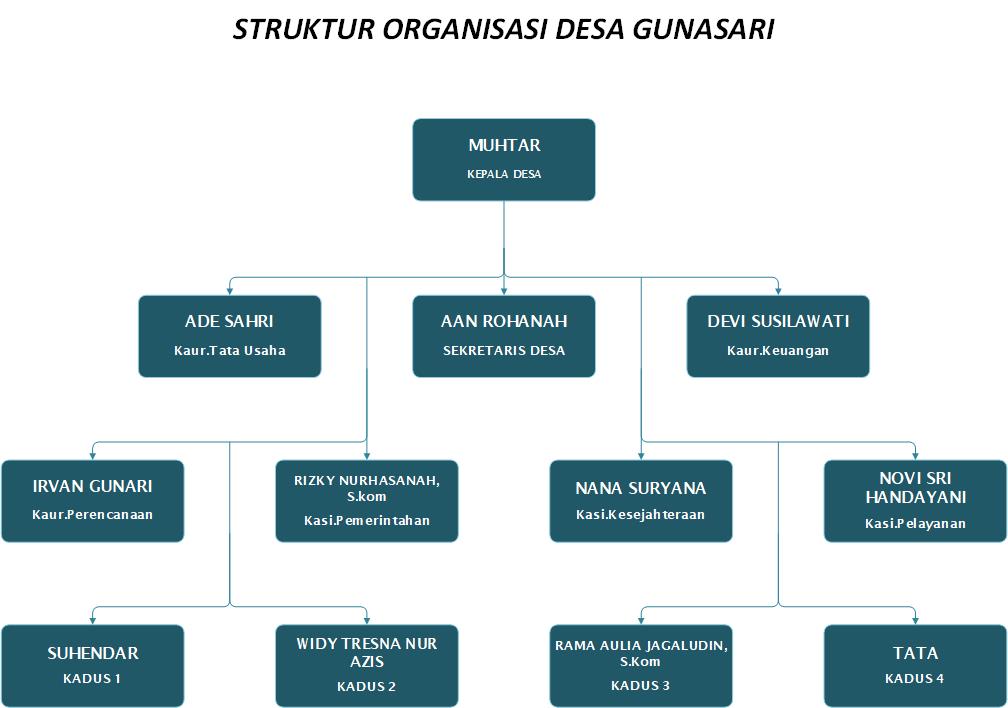 STRUKTUR ORGANISASI DESA GUNASARI
MUHTAR
KEPALA DESA
ADE SAHRI
Kaur.Tata Usaha
AAN ROHANAH
SEKRETARIS DESA
DEVI SUSILAWATI
Kaur.Keuangan
IRVAN GUNARI
Kaur.Perencanaan
RIZKY NURHASANAH,
S.kom
Kasi.Pemerintahan
NANA SURYANA
Kasi.Kesejahteraan
NOVI SRI
HANDAYANI
Kasi.Pelayanan
SUHENDAR
KADUS 1
WIDY TRESNA NUR
AZIS
KADUS 2
RAMA AULIA JAGALUDIN,
S.Kom
KADUS 3
TATA
KADUS 4